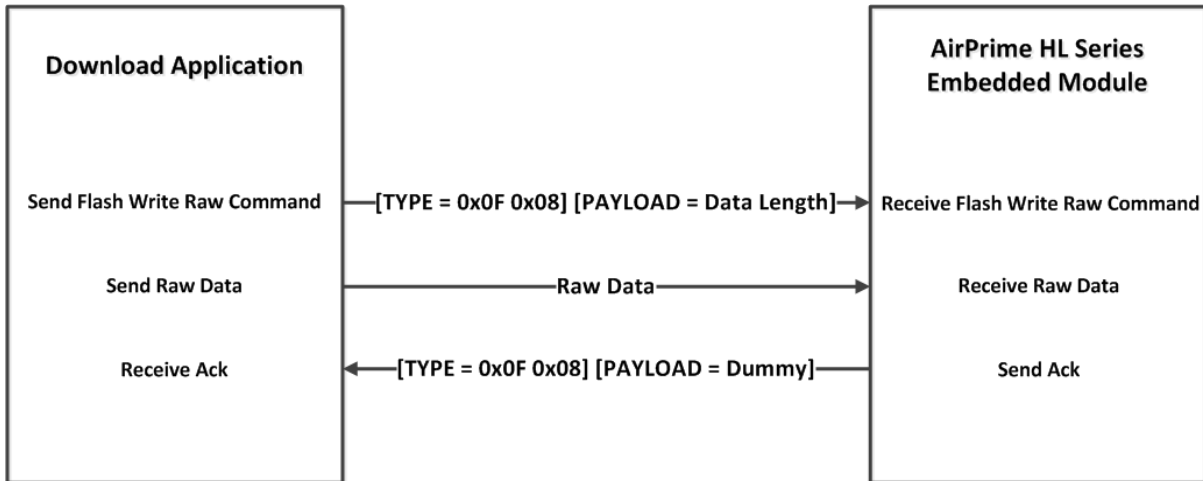 Download Application
AirPrime HL Series
Embedded Module
Send Flash Write Raw Command
[TYPE = 0x0F 0x08] [PAYLOAD = Data Length]
Receive Flash Write Raw Command
Send Raw Data
Raw Data
Receive Raw Data
Receive Ack
[TYPE = 0x0F 0x08] [PAYLOAD = Dummy]
Send Ack